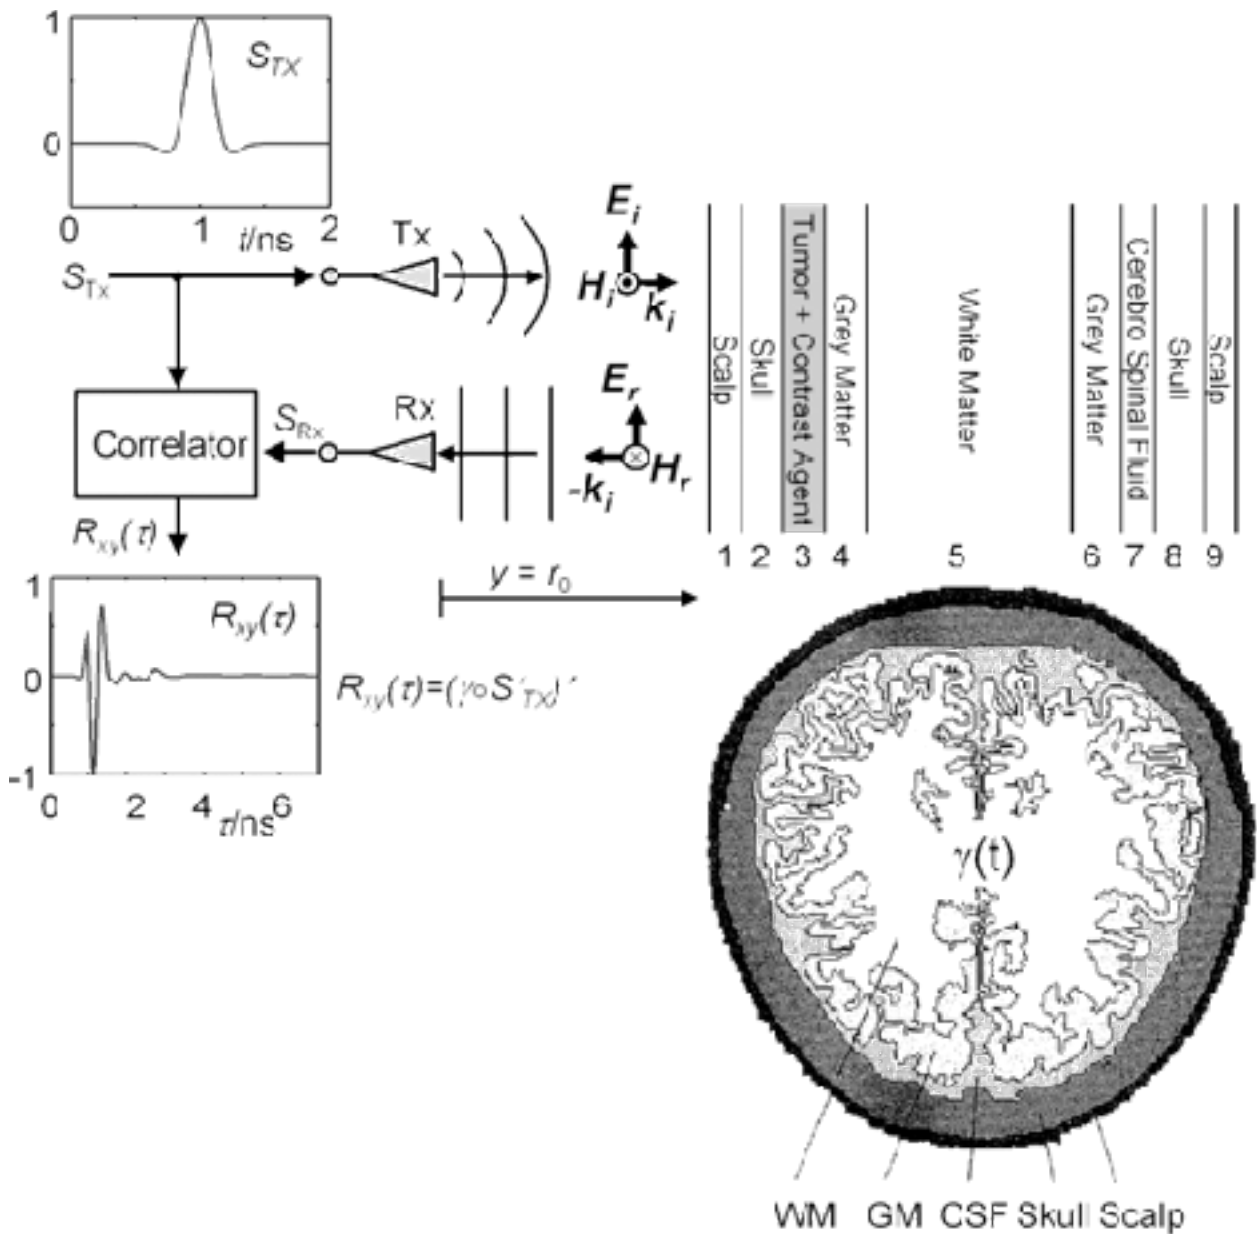 1
S_TX
0
0 1 t/ns 2
S_Tx
Tx
E_i
H_i
k_i
Correlator
S_Rx
Rx
E_r
-k_i
H_r
R_xy(τ)
y = r_0
1
R_xy(τ)
0
-1
0 2 4 6
τ/ns
R_xy(τ)=(γ∘S'_TX)'
Scalp
Skul
Tumor + Contrast Agent
Grey Matter
White Matter
Grey Matter
Cerebro Spinal Fluid
Skull
Scalp
1 2 3 4 5 6 7 8 9
γ(t)
WM GM CSF Skull Scalp